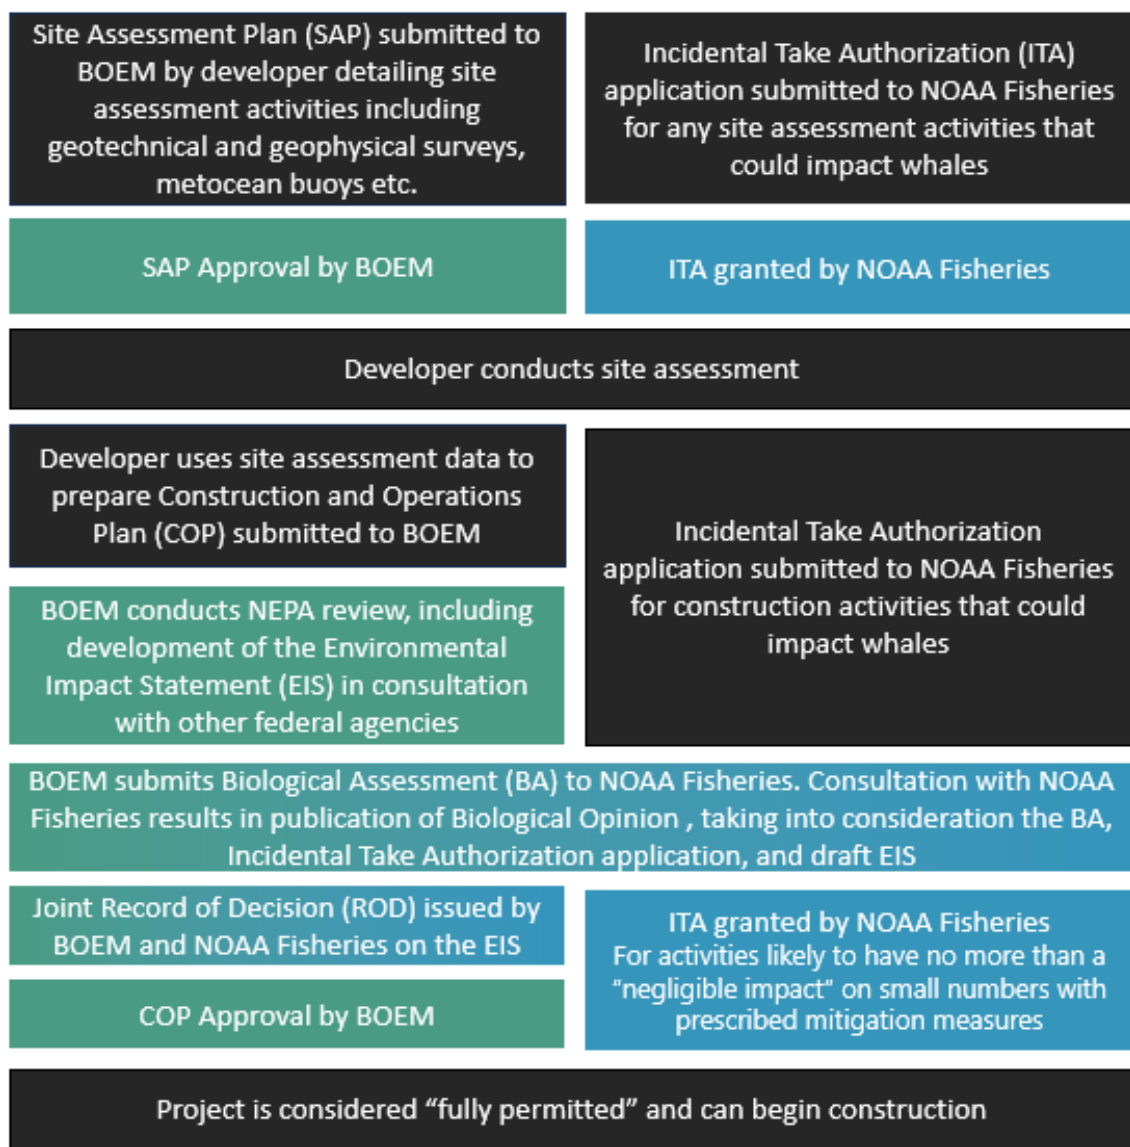 Site Assessment Plan (SAP) submitted to
BOEM by developer detailing site
assessment activities including
geotechnical and geophysical surveys,
metocean buoys etc.
Incidental Take Authorization (ITA)
application submitted to NOAA Fisheries
for any site assessment activities that
could impact whales
SAP Approval by BOEM
ITA granted by NOAA Fisheries
Developer conducts site assessment
Developer uses site assessment data to
prepare Construction and Operations
Plan (COP) submitted to BOEM
Incidental Take Authorization
application submitted to NOAA Fisheries
for construction activities that could
impact whales
BOEM conducts NEPA review, including
development of the Environmental
Impact Statement (EIS) in consultation
with other federal agencies
BOEM submits Biological Assessment (BA) to NOAA Fisheries. Consultation with NOAA
Fisheries results in publication of Biological Opinion , taking into consideration the BA,
Incidental Take Authorization application, and draft EIS
Joint Record of Decision (ROD) issued by
BOEM and NOAA Fisheries on the EIS
ITA granted by NOAA Fisheries
For activities likely to have no more than a
“negligible impact” on small numbers with
prescribed mitigation measures
COP Approval by BOEM
Project is considered “fully permitted” and can begin construction